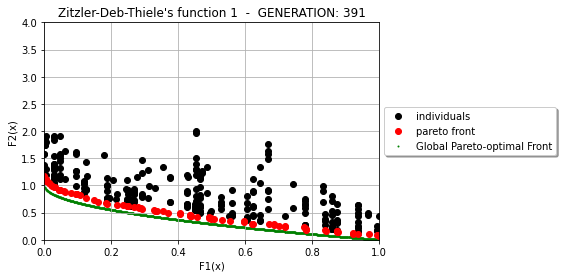 Zitzler-Deb-Thiele's function 1  -  GENERATION: 391
4.0
3.5
3.0
2.5
2.0
1.5
1.0
0.5
0.0
F2(x)
0.0 0.2 0.4 0.6 0.8 1.0
F1(x)
individuals
pareto front
Global Pareto-optimal Front